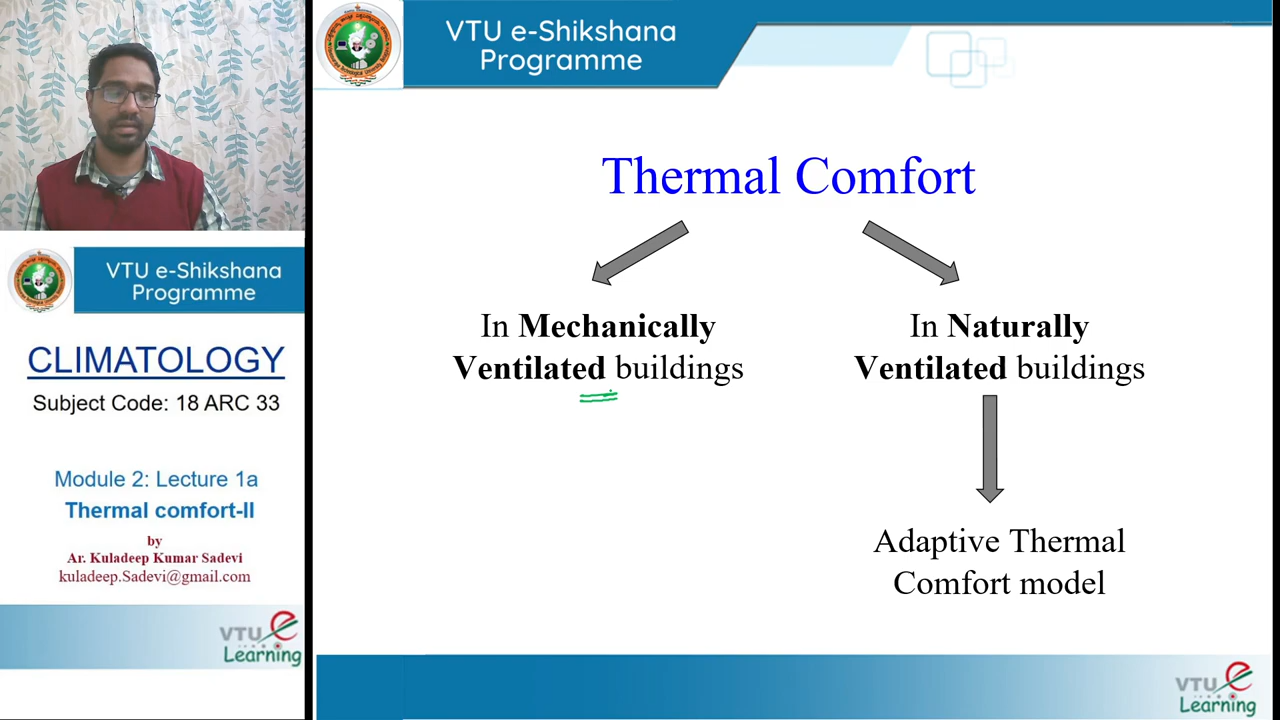 VTU e-Shikshana
Programme
CLIMATOLOGY
Subject Code: 18 ARC 33
Module 2: Lecture 1a
Thermal comfort-II
by
Ar. Kuladeep Kumar Sadevi
kuladeep.Sadevi@gmail.com
VTU e
Learning
VTU e-Shikshana
Programme
Thermal Comfort
In Mechanically
Ventilated buildings
In Naturally
Ventilated buildings
Adaptive Thermal
Comfort model
VTU e
Learning